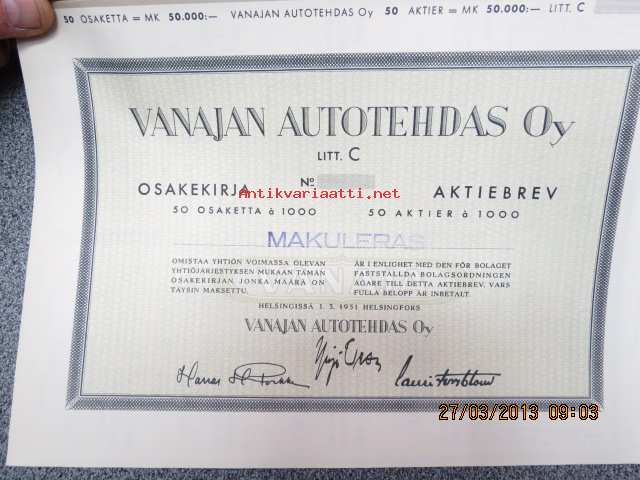 50 OSAKETTA = MK 50.000:— VANAJAN AUTOTEHDAS Oy 50 AKTIER = MK 50.000:— LITT. C
VANAJAN AUTOTEHDAS Oy
LITT. C
No
OSAKEKIRJA AKTIEBREV
Antikvariaatti.net
50 OSAKETTA à 1000 50 AKTIER à 1000
MAKULERAS
OMISTAA YHTIÖN VOIMASSA OLEVAN
YHTIÖJÄRJESTYKSEN MUKAAN TÄMÄN
OSAKEKIRJAN, JONKA MÄÄRÄ ON
TÄYSIN MAKSETTU.
ÄR I ENLIGHET MED DEN FÖR BOLAGET
FASTSTÄLLDA BOLAGSORDNINGEN
ÄGARE TILL DETTA AKTIEBREV, VARS
FULLA BELOPP ÄR INBETALT.
HELSINGISSÄ 1. 3. 1951 HELSINGFORS
VANAJAN AUTOTEHDAS Oy
27/03/2013 09:03